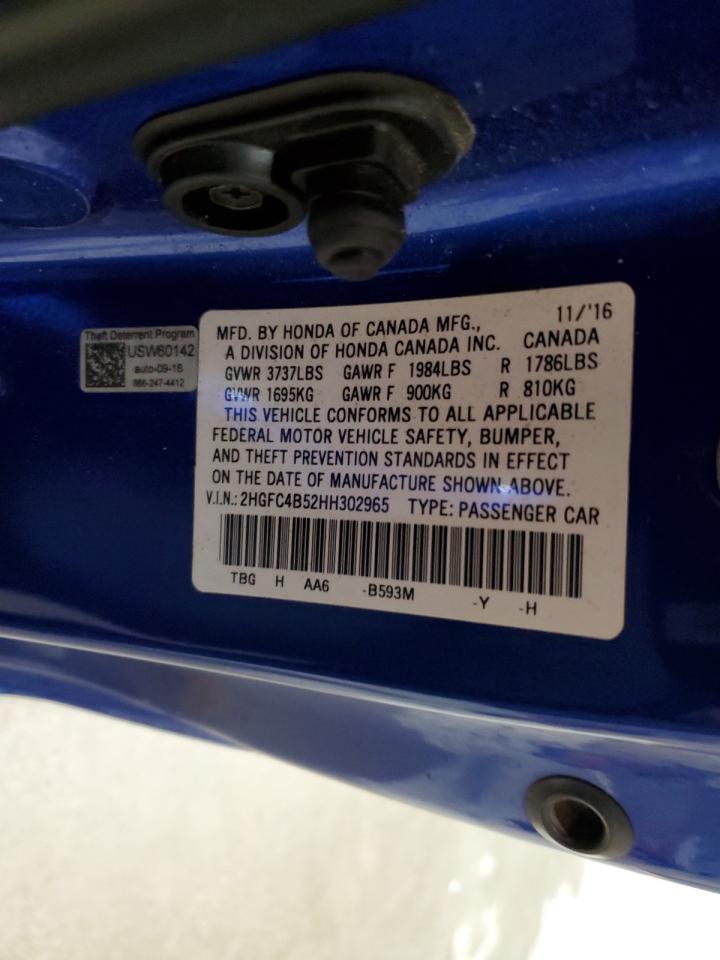 Theft Deterrent Program
USW60142
auto-09-16
866-247-4412
11/'16
MFD. BY HONDA OF CANADA MFG.,
A DIVISION OF HONDA CANADA INC. CANADA
GVWR 3737LBS GAWR F 1984LBS R 1786LBS
GVWR 1695KG GAWR F 900KG R 810KG
THIS VEHICLE CONFORMS TO ALL APPLICABLE
FEDERAL MOTOR VEHICLE SAFETY, BUMPER,
AND THEFT PREVENTION STANDARDS IN EFFECT
ON THE DATE OF MANUFACTURE SHOWN ABOVE.
V.I.N.: 2HGFC4B52HH302965 TYPE: PASSENGER CAR
TBG H AA6 -B593M -Y -H